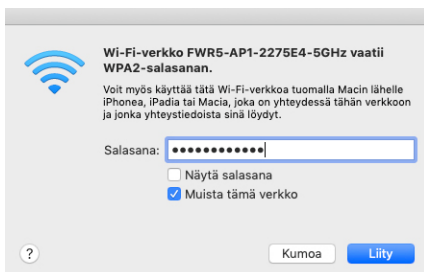 Wi-Fi-verkko FWR5-AP1-2275E4-5GHz vaatii
WPA2-salasanan.
Voit myös käyttää tätä Wi-Fi-verkkoa tuomalla Macin lähelle
iPhonea, iPadia tai Macia, joka on yhteydessä tähän verkkoon
ja jonka yhteystiedoista sinä löydyt.
Salasana: ••••••••••••
Näytä salasana
Muista tämä verkko
? Kumoa Liity